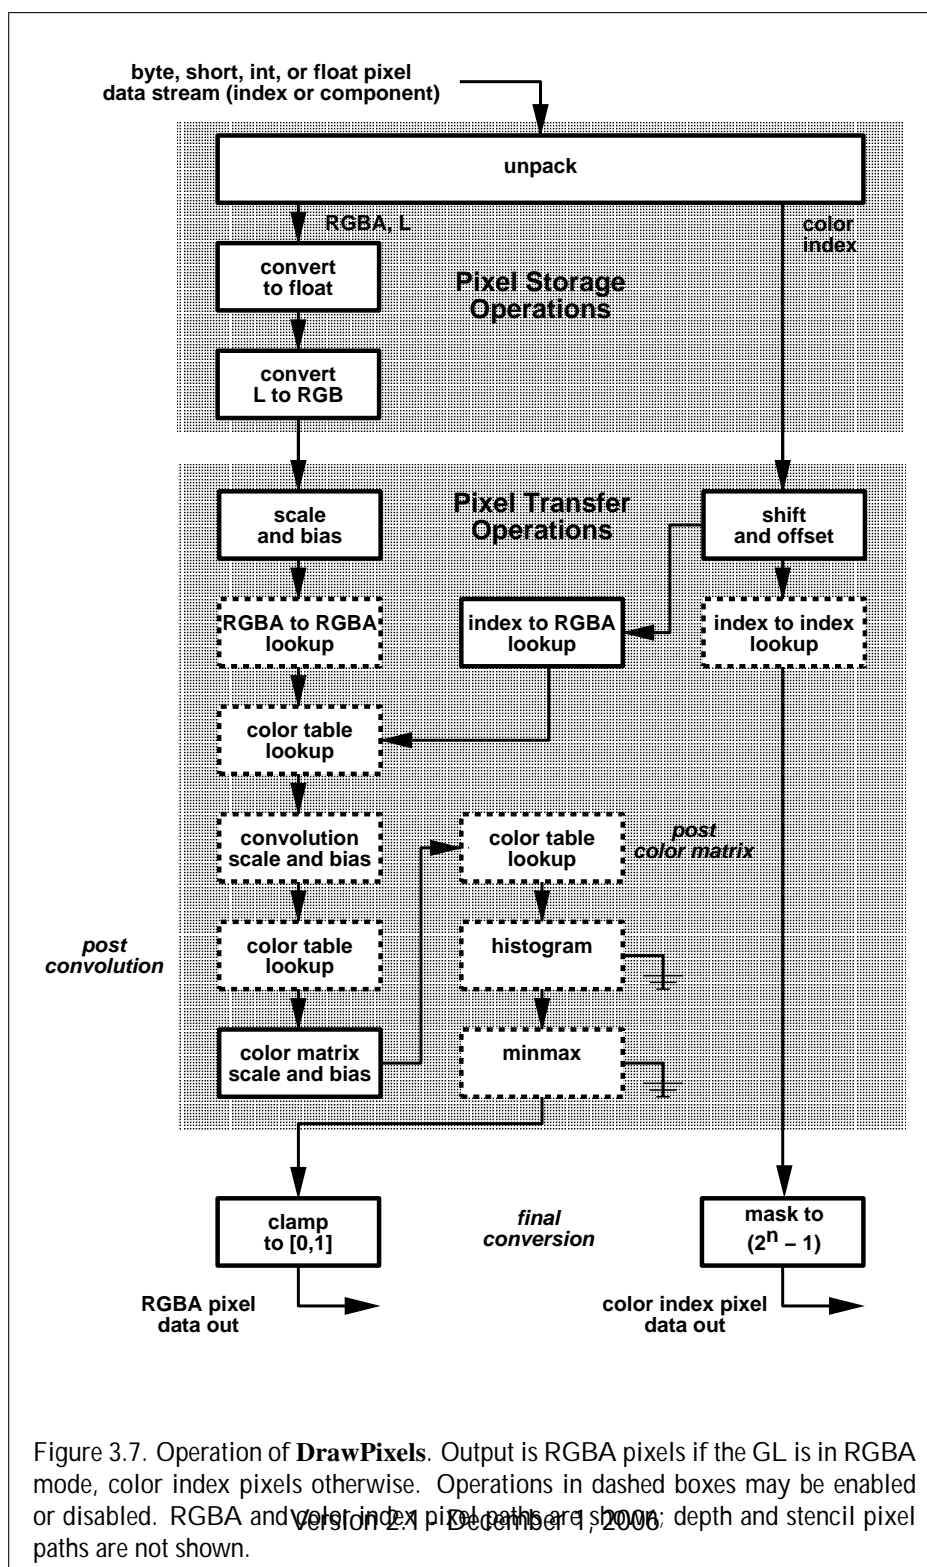 byte, short, int, or float pixel
data stream (index or component)
unpack
RGBA, L
color
index
convert
to float
Pixel Storage
Operations
convert
L to RGB
scale
and bias
Pixel Transfer
Operations
shift
and offset
RGBA to RGBA
lookup
index to RGBA
lookup
index to index
lookup
color table
lookup
convolution
scale and bias
color table
lookup
post
color matrix
post
convolution
color table
lookup
histogram
color matrix
scale and bias
minmax
clamp
to [0,1]
final
conversion
mask to
(2^n – 1)
RGBA pixel
data out
color index pixel
data out
Figure 3.7. Operation of DrawPixels. Output is RGBA pixels if the GL is in RGBA
mode, color index pixels otherwise. Operations in dashed boxes may be enabled
or disabled. RGBA and color index pixel paths are shown; depth and stencil pixel
Version 2.1 - December 1, 2006
paths are not shown.